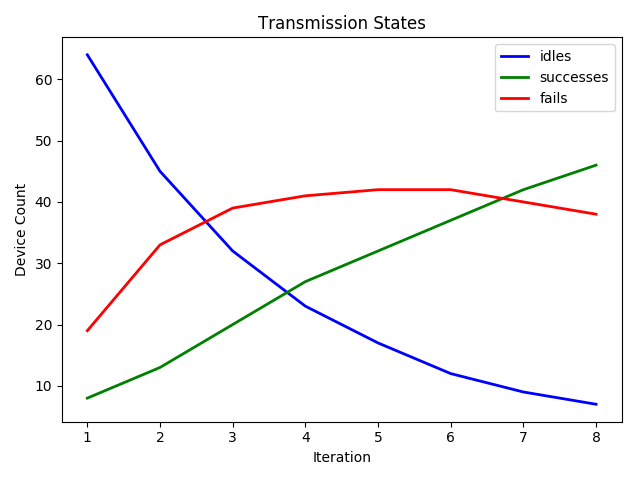 Transmission States
idles
successes
fails
Device Count
60
50
40
30
20
10
1 2 3 4 5 6 7 8
Iteration